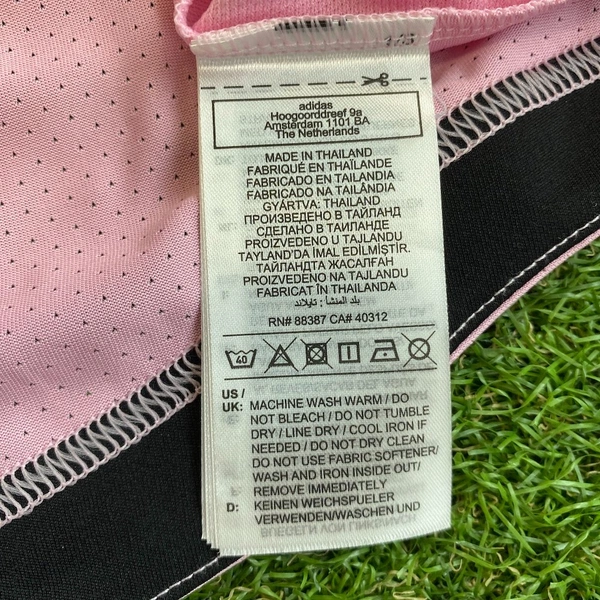 1/5
adidas
Hoogoorddreef 9a
Amsterdam 1101 BA
The Netherlands
MADE IN THAILAND
FABRIQUÉ EN THAÏLANDE
FABRICADO EN TAILANDIA
FABRICADO NA TAILÂNDIA
GYÁRTVA: THAILAND
ПРОИЗВЕДЕНО В ТАЙЛАНД
СДЕЛАНО В ТАИЛАНДЕ
PROIZVEDENO U TAJLANDU
TAYLAND'DA İMAL EDİLMİŞTİR.
ТАЙЛАНДТА ЖАСАЛҒАН
PROIZVEDENO NA TAJLANDU
FABRICAT ÎN THAILANDA
بلد المنشأ : تايلاند
RN# 88387 CA# 40312
40
US /
UK: MACHINE WASH WARM / DO
NOT BLEACH / DO NOT TUMBLE
DRY / LINE DRY / COOL IRON IF
NEEDED / DO NOT DRY CLEAN
DO NOT USE FABRIC SOFTENER/
WASH AND IRON INSIDE OUT/
REMOVE IMMEDIATELY
D: KEINEN WEICHSPUELER
VERWENDEN/WASCHEN UND